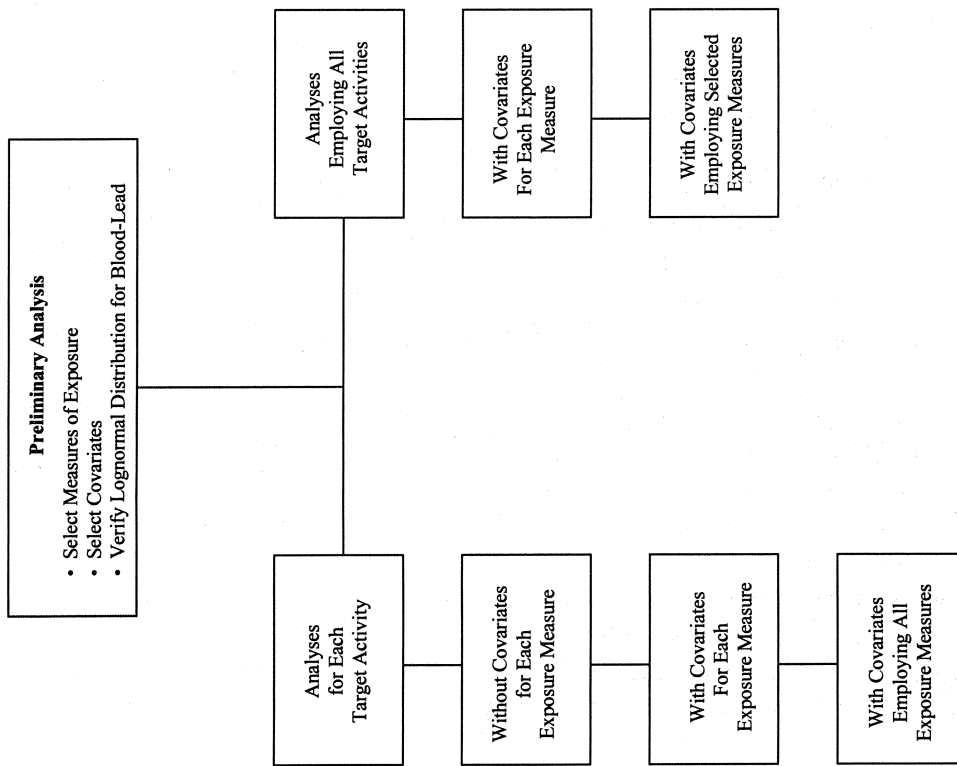 Preliminary Analysis
• Select Measures of Exposure
• Select Covariates
• Verify Lognormal Distribution for Blood-Lead
Analyses
for Each
Target Activity
Without Covariates
for Each
Exposure Measure
With Covariates
For Each
Exposure Measure
With Covariates
Employing All
Exposure Measures
Analyses
Employing All
Target Activities
With Covariates
For Each Exposure
Measure
With Covariates
Employing Selected
Exposure Measures